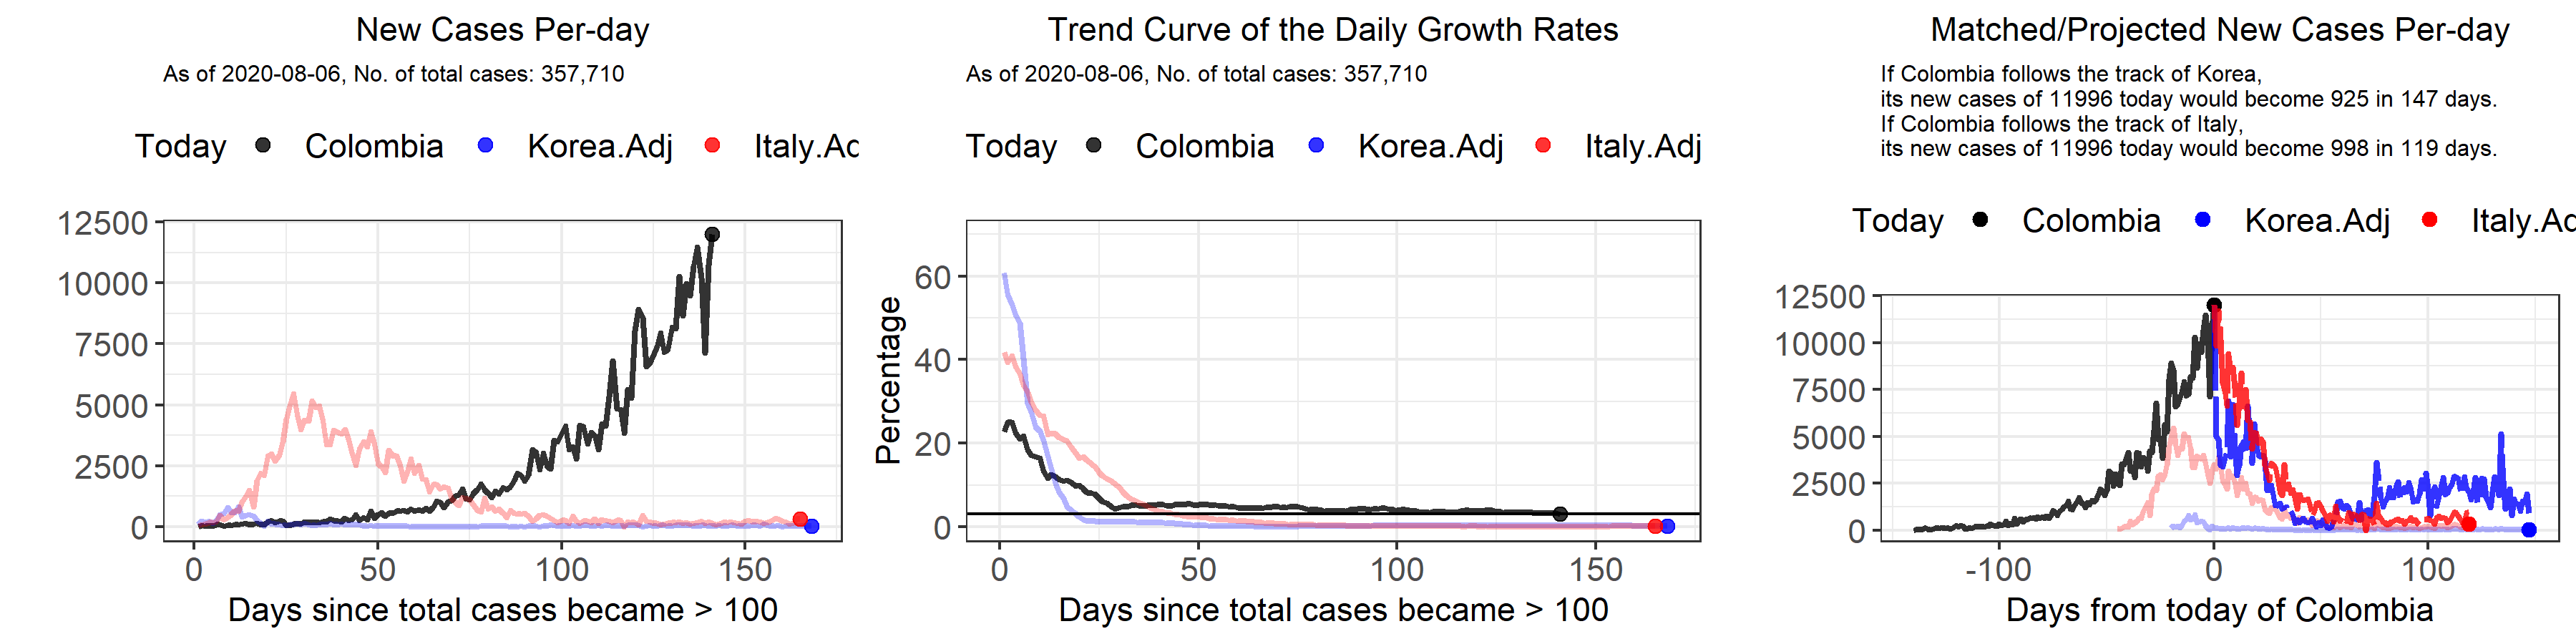 New Cases Per-day
As of 2020-08-06, No. of total cases: 357,710
Today Colombia Korea.Adj Italy.Ac
12500
10000
7500
5000
2500
0
0 50 100 150
Days since total cases became > 100
Trend Curve of the Daily Growth Rates
As of 2020-08-06, No. of total cases: 357,710
Today Colombia Korea.Adj Italy.Adj
Percentage
60
40
20
0
0 50 100 150
Days since total cases became > 100
Matched/Projected New Cases Per-day
If Colombia follows the track of Korea,
its new cases of 11996 today would become 925 in 147 days.
If Colombia follows the track of Italy,
its new cases of 11996 today would become 998 in 119 days.
Today Colombia Korea.Adj Italy.Ad
12500
10000
7500
5000
2500
0
-100 0 100
Days from today of Colombia